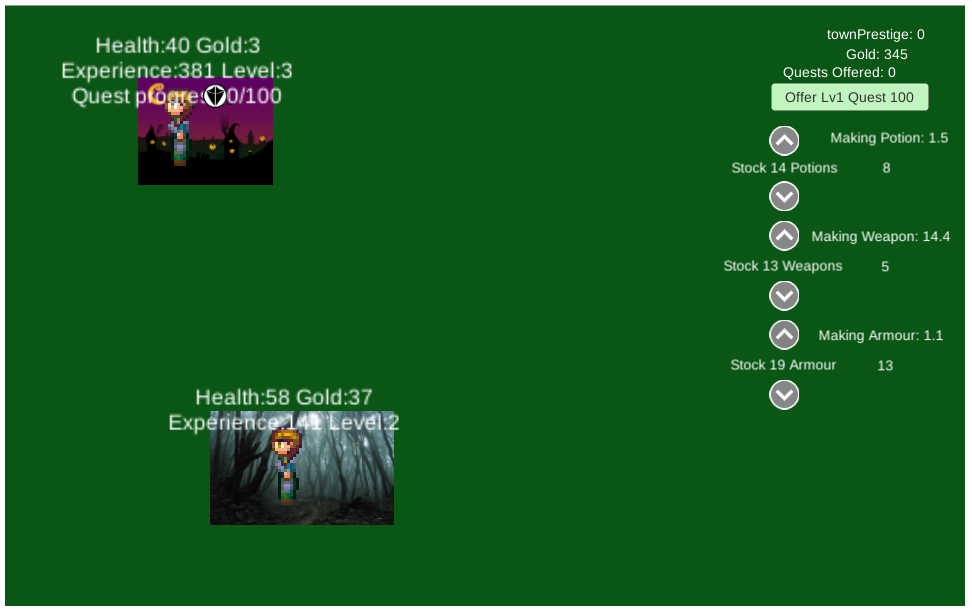 Health:40 Gold:3
Experience:381 Level:3
Quest progress 0/100
townPrestige: 0
Gold: 345
Quests Offered: 0
Offer Lv1 Quest 100
Making Potion: 1.5
Stock 14 Potions 8
Making Weapon: 14.4
Stock 13 Weapons 5
Making Armour: 1.1
Stock 19 Armour 13
Health:58 Gold:37
Experience:141 Level:2